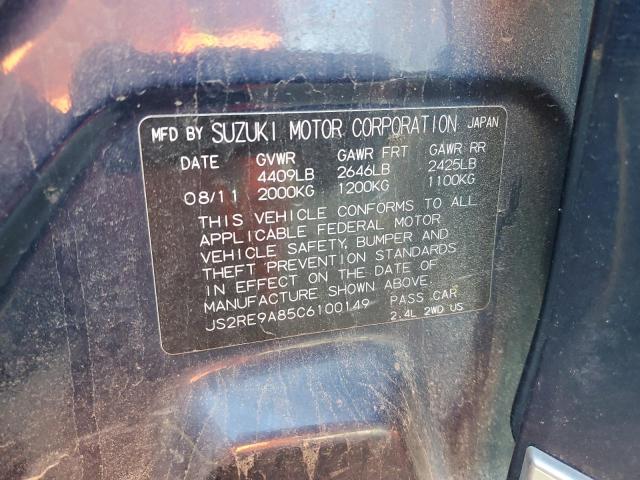 MFD BY SUZUKI MOTOR CORPORATION JAPAN
DATE GVWR GAWR FRT GAWR RR
4409LB 2646LB 2425LB
08/11 2000KG 1200KG 1100KG
THIS VEHICLE CONFORMS TO ALL
APPLICABLE FEDERAL MOTOR
VEHICLE SAFETY, BUMPER AND
THEFT PREVENTION STANDARDS
IN EFFECT ON THE DATE OF
MANUFACTURE SHOWN ABOVE.
JS2RE9A85C6100149 PASS CAR
2.4L 2WD US